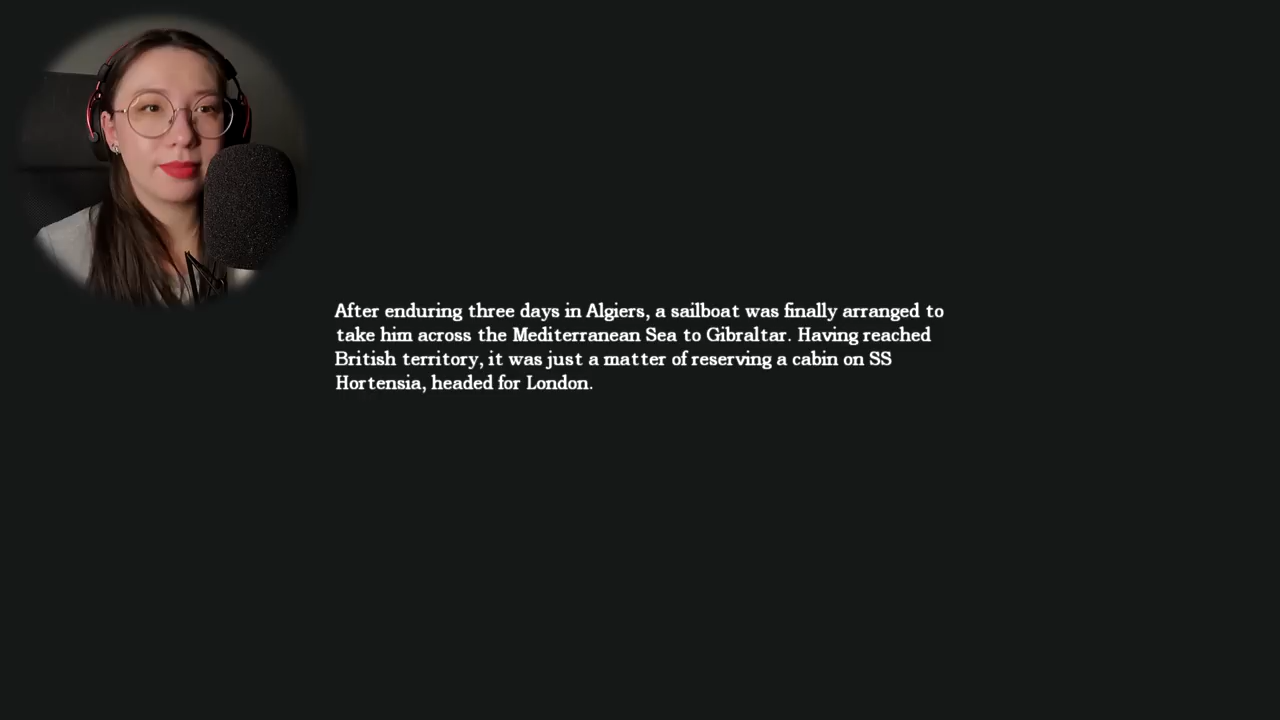 After enduring three days in Algiers, a sailboat was finally arranged to
take him across the Mediterranean Sea to Gibraltar. Having reached
British territory, it was just a matter of reserving a cabin on SS
Hortensia, headed for London.